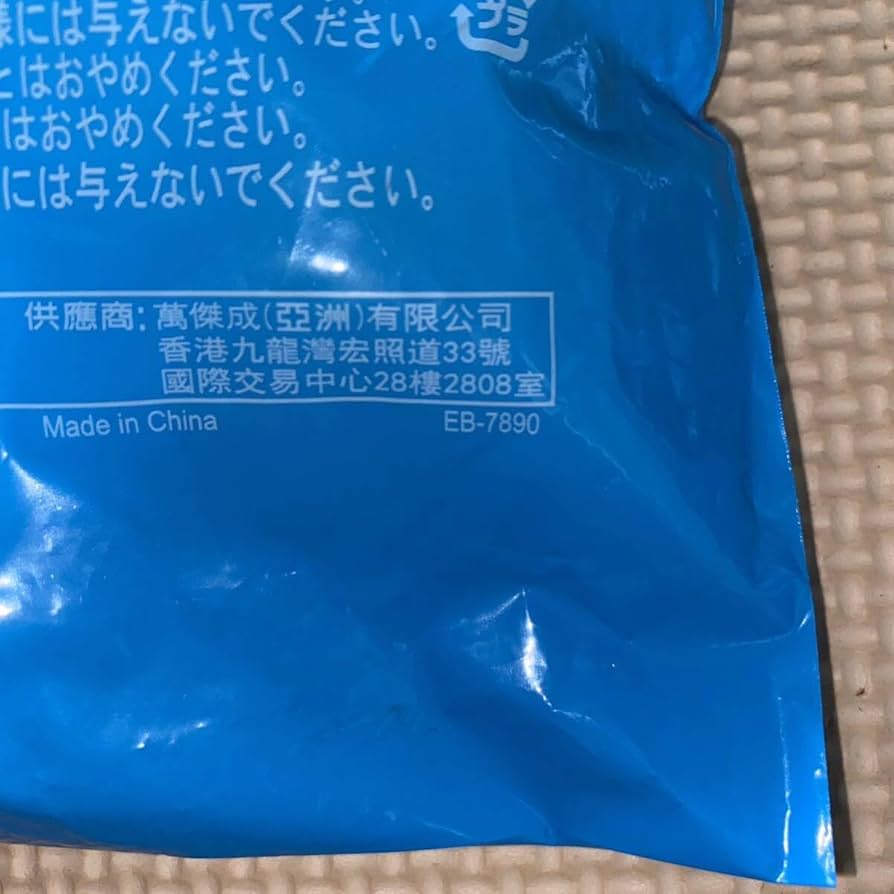 様には与えないでください。
プラ
とはおやめください。
はおやめください。
には与えないでください。
供應商:萬傑成(亞洲)有限公司
香港九龍灣宏照道33號
國際交易中心28樓2808室
Made in China
EB-7890